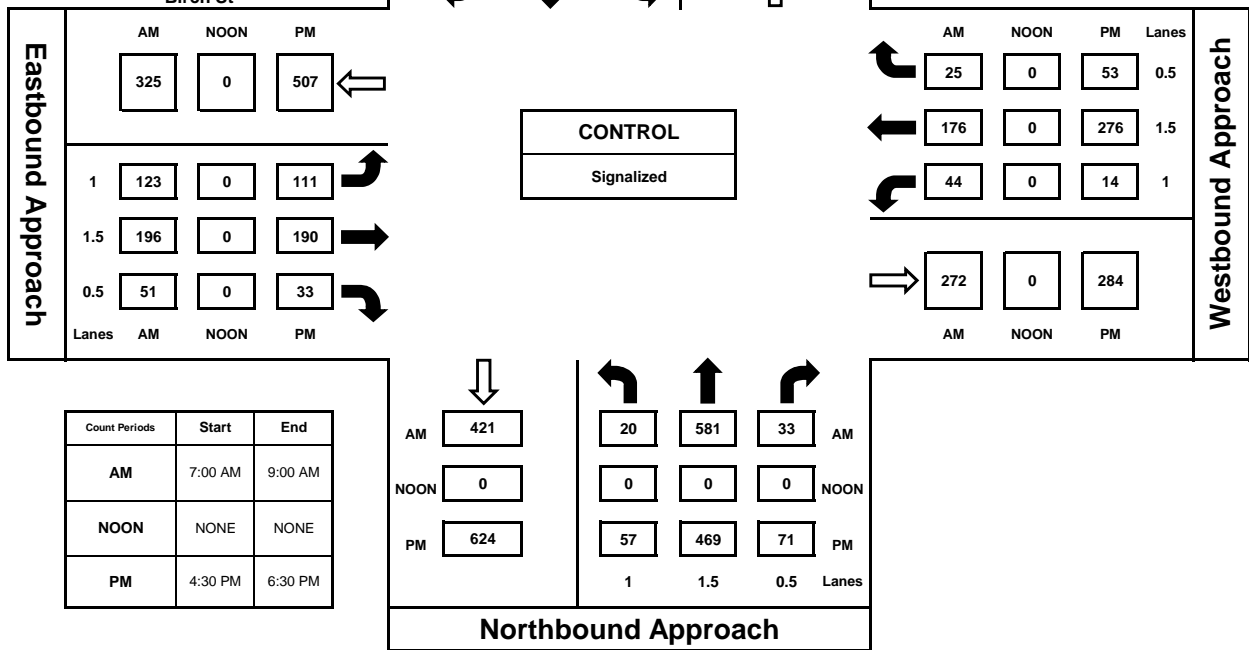 Birch St
AM NOON PM
325 0 507
Eastbound Approach
1 123 0 111
1.5 196 0 190
0.5 51 0 33
Lanes AM NOON PM
CONTROL
Signalized
AM NOON PM Lanes
25 0 53 0.5
176 0 276 1.5
44 0 14 1
272 0 284
AM NOON PM
Westbound Approach
Count Periods Start End
AM 7:00 AM 9:00 AM
NOON NONE NONE
PM 4:30 PM 6:30 PM
AM 421 20 581 33 AM
NOON 0 0 0 0 NOON
PM 624 57 469 71 PM
1 1.5 0.5 Lanes
Northbound Approach